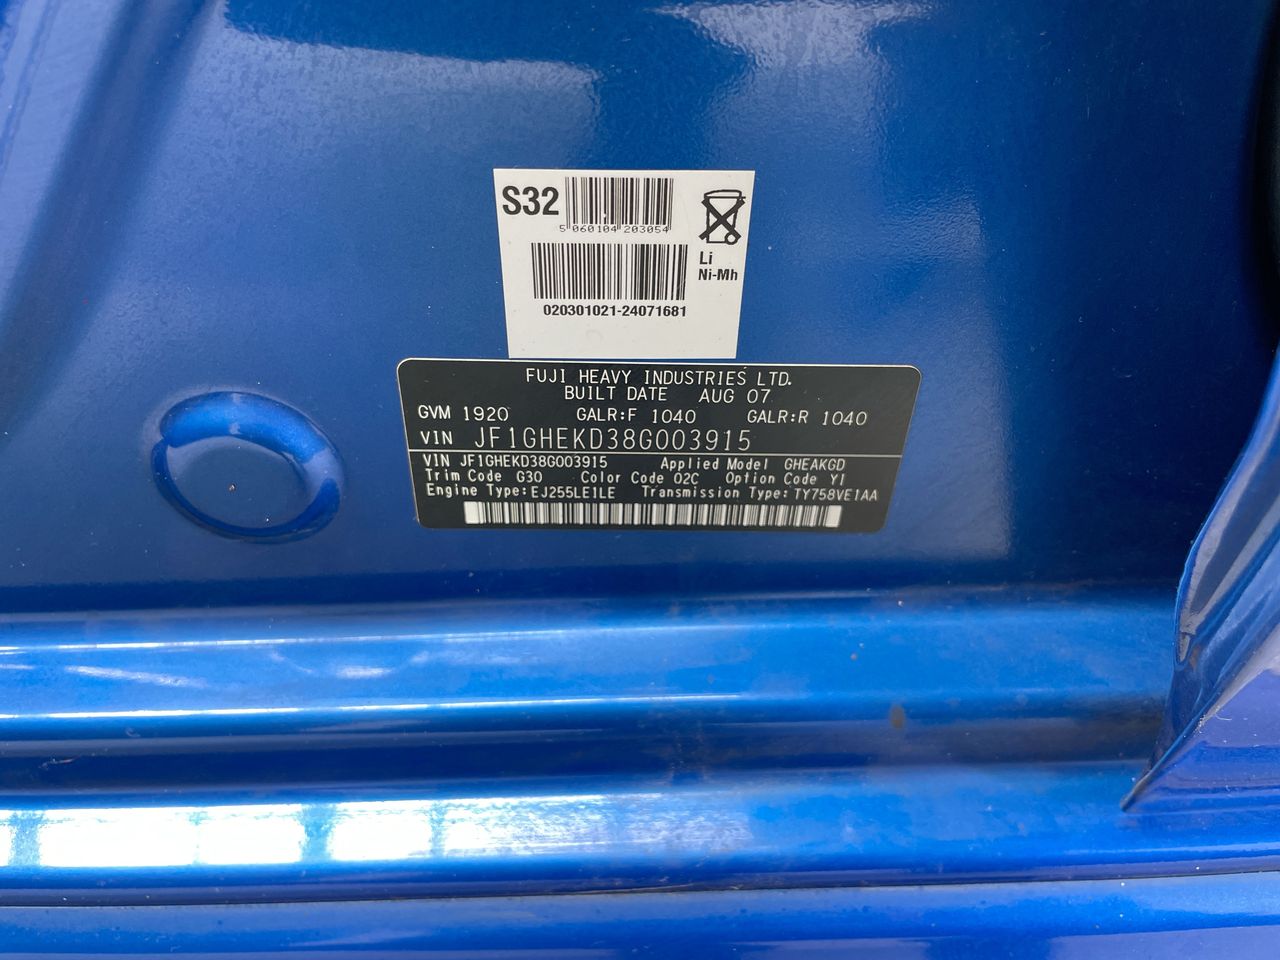 S32
5 060104 203054
Li
Ni-Mh
020301021-24071681
FUJI HEAVY INDUSTRIES LTD.
BUILT DATE AUG 07
GVM 1920 GALR:F 1040 GALR:R 1040
VIN JF1GHEKD38G003915
VIN JF1GHEKD38G003915 Applied Model GHEAKGD
Trim Code G30 Color Code 02C Option Code YI
Engine Type:EJ255LE1LE Transmission Type:TY758VE1AA